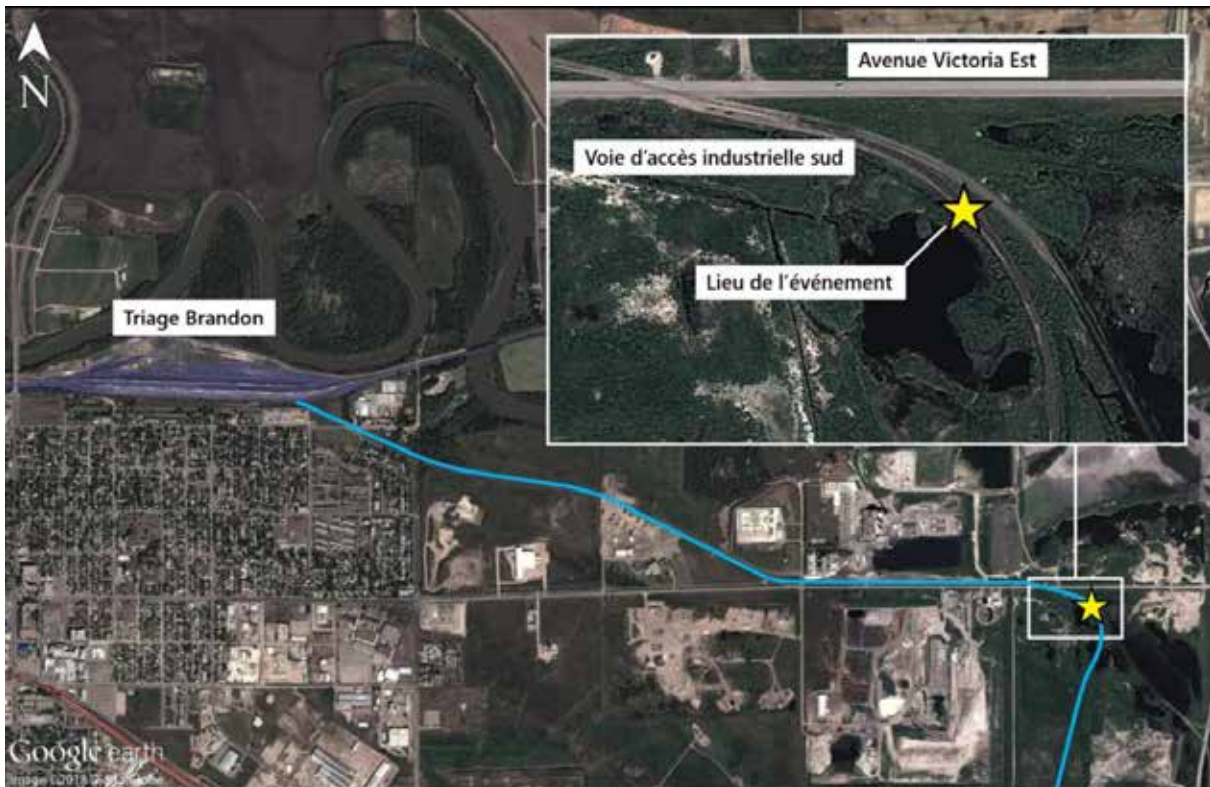 N
Avenue Victoria Est
Voie d'accès industrielle sud
Lieu de l'événement
Triage Brandon
Google earth